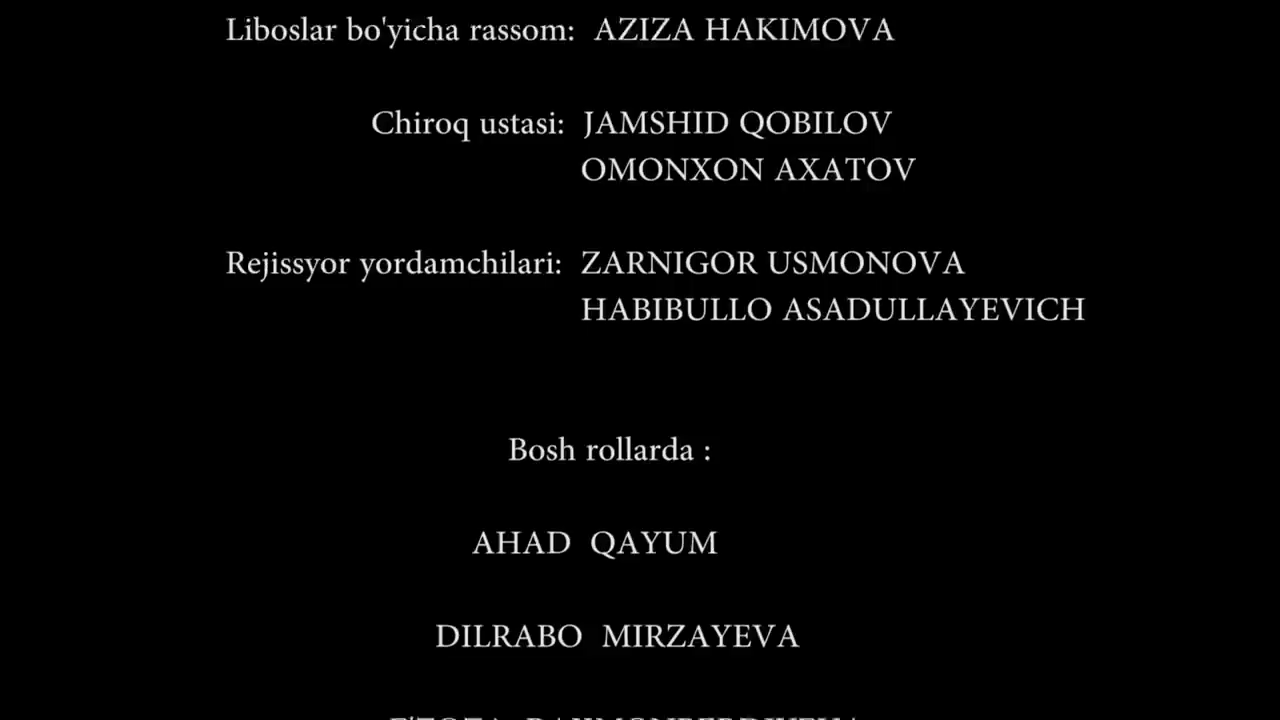 Liboslar bo'yicha rassom: AZIZA HAKIMOVA
Chiroq ustasi: JAMSHID QOBILOV
OMONXON AXATOV
Rejissyor yordamchilari: ZARNIGOR USMONOVA
HABIBULLO ASADULLAYEVICH
Bosh rollarda :
AHAD QAYUM
DILRABO MIRZAYEVA